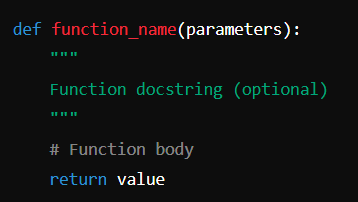 def function_name(parameters):
    """
    Function docstring (optional)
    """
    # Function body
    return value